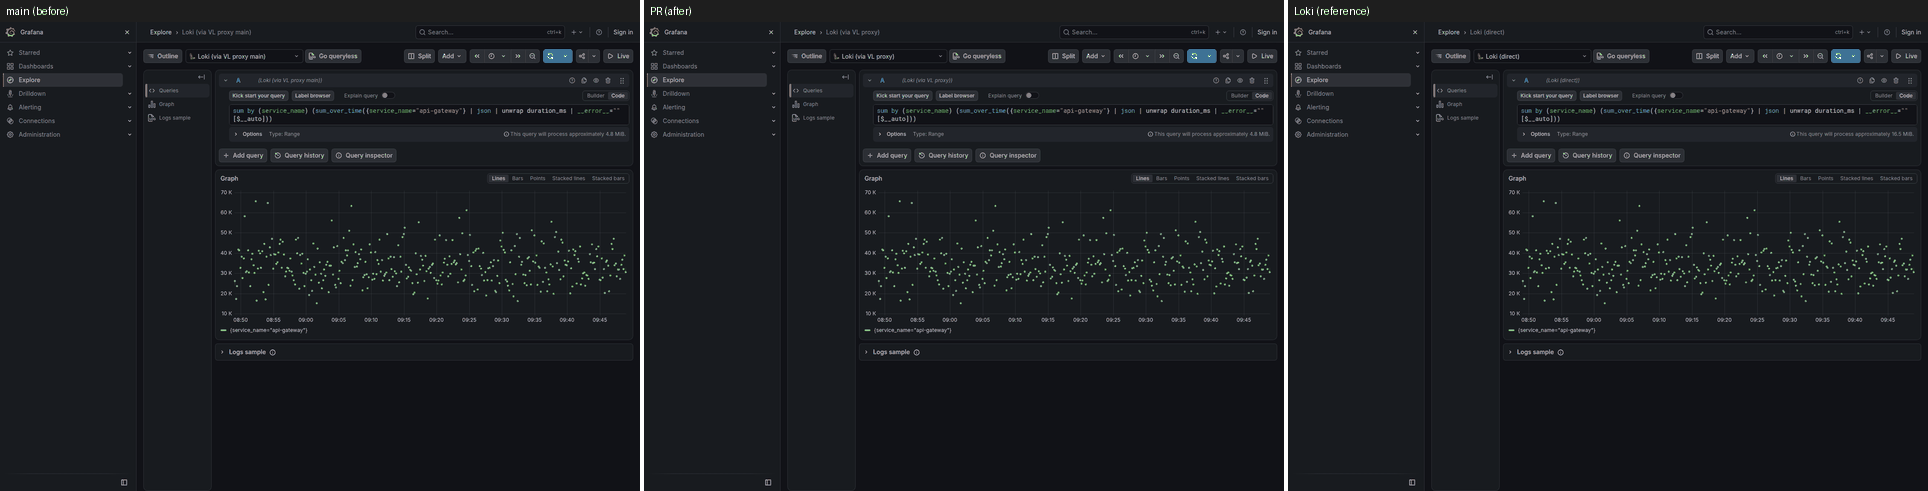 main (before)
Grafana
Starred
Dashboards
Explore
Drilldown
Alerting
Connections
Administration
Explore › Loki (via VL proxy main)
Search... ctrl+k
Sign in
Outline
Loki (via VL proxy main)
Go queryless
Split
Add
Live
Queries
Graph
Logs sample
A (Loki (via VL proxy main))
Kick start your query
Label browser
Explain query
Builder
Code
sum by (service_name) (sum_over_time({service_name="api-gateway"} | json | unwrap duration_ms | __error__=""
[$__auto]))
Options Type: Range
This query will process approximately 4.8 MiB.
Add query
Query history
Query inspector
Graph
Lines Bars Points Stacked lines Stacked bars
70 K
60 K
50 K
40 K
30 K
20 K
10 K
08:50 08:55 09:00 09:05 09:10 09:15 09:20 09:25 09:30 09:35 09:40 09:45
{service_name="api-gateway"}
Logs sample
PR (after)
Grafana
Starred
Dashboards
Explore
Drilldown
Alerting
Connections
Administration
Explore › Loki (via VL proxy)
Search... ctrl+k
Sign in
Outline
Loki (via VL proxy)
Go queryless
Split
Add
Live
Queries
Graph
Logs sample
A (Loki (via VL proxy))
Kick start your query
Label browser
Explain query
Builder
Code
sum by (service_name) (sum_over_time({service_name="api-gateway"} | json | unwrap duration_ms | __error__=""
[$__auto]))
Options Type: Range
This query will process approximately 4.8 MiB.
Add query
Query history
Query inspector
Graph
Lines Bars Points Stacked lines Stacked bars
70 K
60 K
50 K
40 K
30 K
20 K
10 K
08:50 08:55 09:00 09:05 09:10 09:15 09:20 09:25 09:30 09:35 09:40 09:45
{service_name="api-gateway"}
Logs sample
Loki (reference)
Grafana
Starred
Dashboards
Explore
Drilldown
Alerting
Connections
Administration
Explore › Loki (direct)
Search... ctrl+k
Sign in
Outline
Loki (direct)
Go queryless
Split
Add
Live
Queries
Graph
Logs sample
A (Loki (direct))
Kick start your query
Label browser
Explain query
Builder
Code
sum by (service_name) (sum_over_time({service_name="api-gateway"} | json | unwrap duration_ms | __error__=""
[$__auto]))
Options Type: Range
This query will process approximately 16.5 MiB.
Add query
Query history
Query inspector
Graph
Lines Bars Points Stacked lines Stacked bars
70 K
60 K
50 K
40 K
30 K
20 K
10 K
08:50 08:55 09:00 09:05 09:10 09:15 09:20 09:25 09:30 09:35 09:40 09:45
{service_name="api-gateway"}
Logs sample